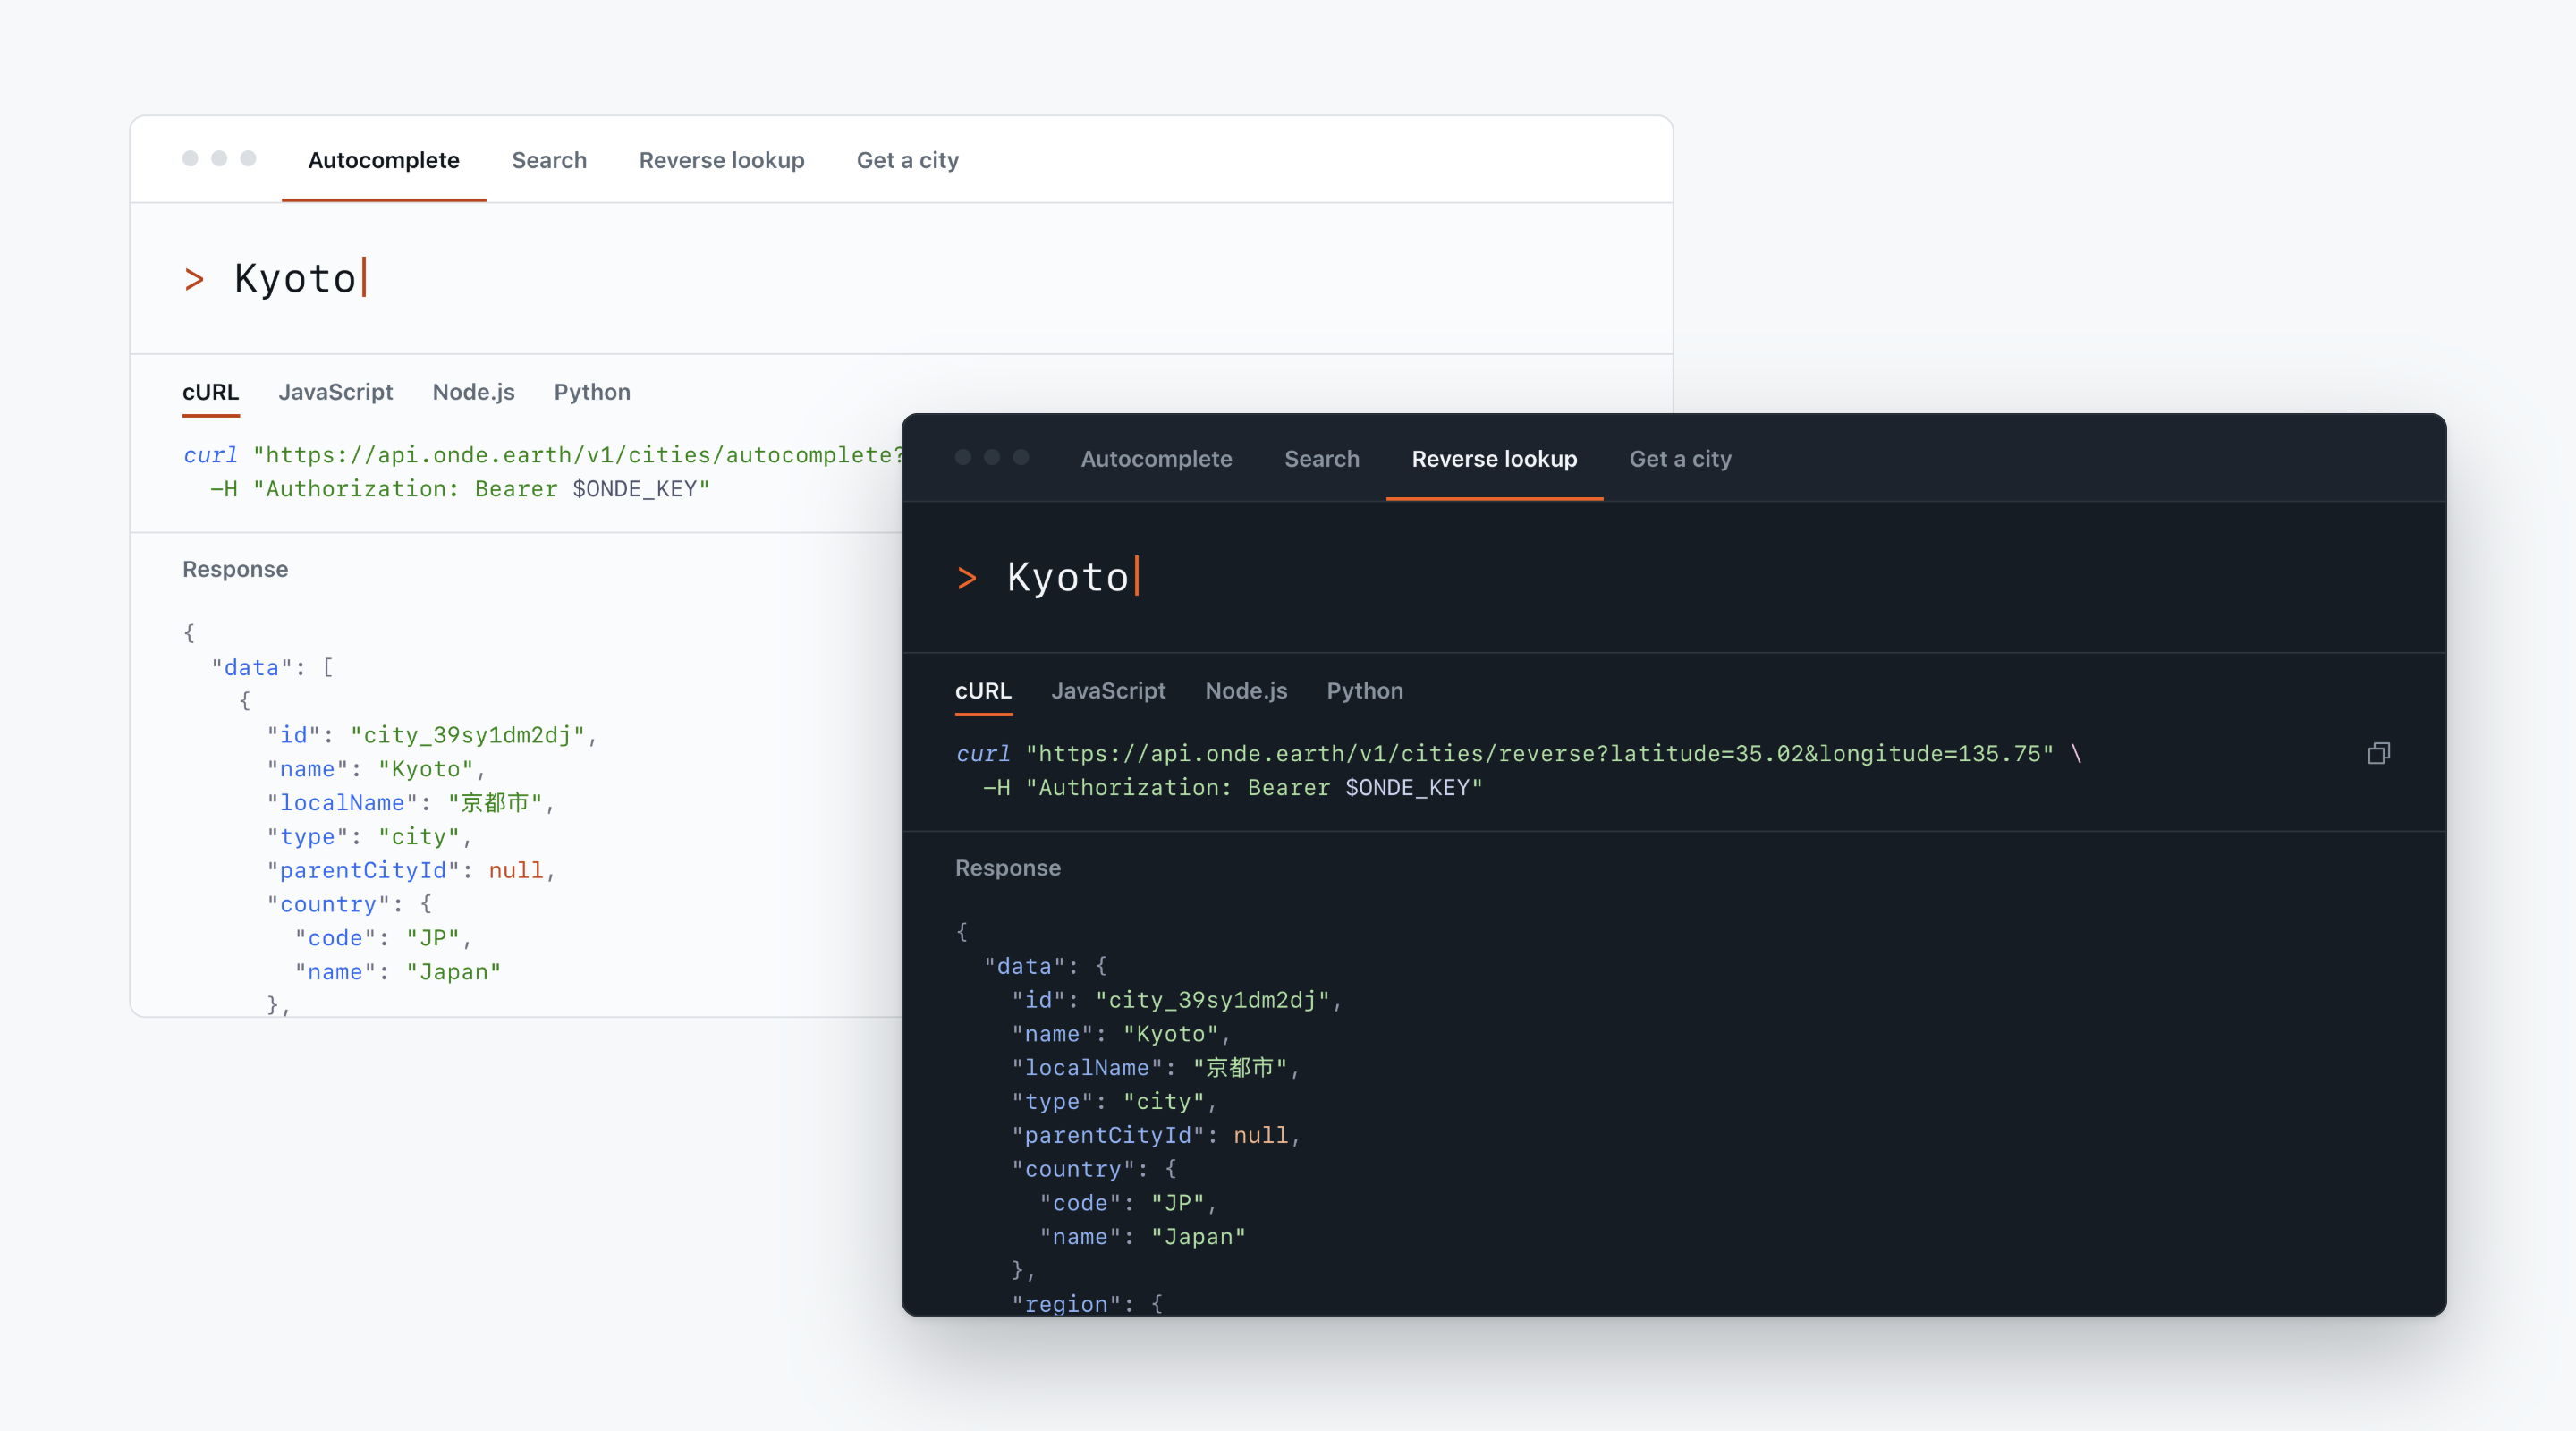 Autocomplete Search Reverse lookup Get a city
> Kyoto
cURL JavaScript Node.js Python
curl "https://api.onde.earth/v1/cities/autocomplete?
  -H "Authorization: Bearer $ONDE_KEY"
Response
{
  "data": [
    {
      "id": "city_39sy1dm2dj",
      "name": "Kyoto",
      "localName": "京都市",
      "type": "city",
      "parentCityId": null,
      "country": {
        "code": "JP",
        "name": "Japan"
      },
Autocomplete Search Reverse lookup Get a city
> Kyoto
cURL JavaScript Node.js Python
curl "https://api.onde.earth/v1/cities/reverse?latitude=35.02&longitude=135.75" \
  -H "Authorization: Bearer $ONDE_KEY"
Response
{
  "data": {
    "id": "city_39sy1dm2dj",
    "name": "Kyoto",
    "localName": "京都市",
    "type": "city",
    "parentCityId": null,
    "country": {
      "code": "JP",
      "name": "Japan"
    },
    "region": {